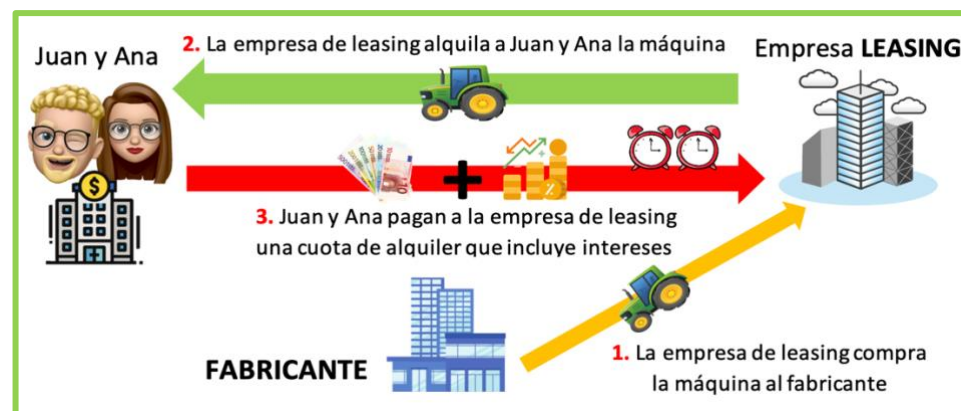 2. La empresa de leasing alquila a Juan y Ana la máquina
Juan y Ana
Empresa LEASING
3. Juan y Ana pagan a la empresa de leasing
una cuota de alquiler que incluye intereses
FABRICANTE
1. La empresa de leasing compra
la máquina al fabricante